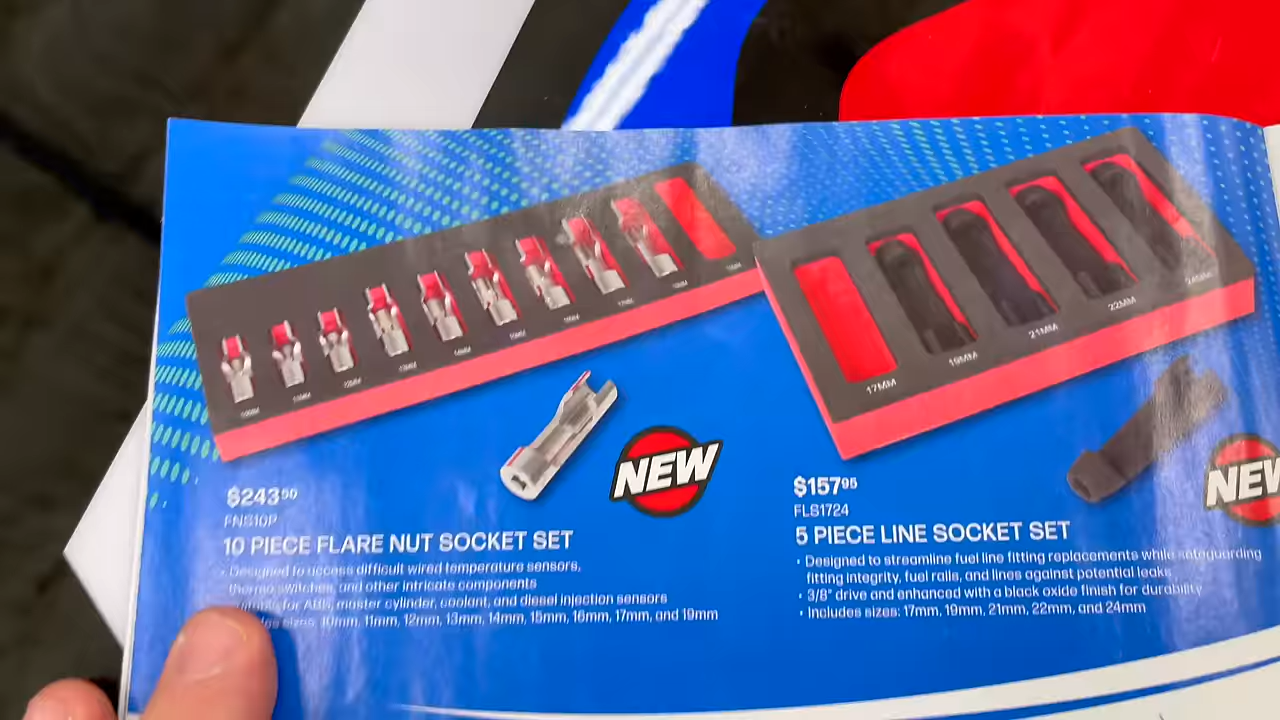 17MM
19MM
21MM
22MM
24MM
NEW
$243⁵⁰
FNS10P
10 PIECE FLARE NUT SOCKET SET
• Designed to access difficult wired temperature sensors,
thermo switches, and other intricate components
for ABS, master cylinder, coolant, and diesel injection sensors
sizes: 10mm, 11mm, 12mm, 13mm, 14mm, 15mm, 16mm, 17mm, and 19mm
NEW
$157⁹⁵
FLS1724
5 PIECE LINE SOCKET SET
• Designed to streamline fuel line fitting replacements while safeguarding
fitting integrity, fuel rails, and lines against potential leaks
• 3/8" drive and enhanced with a black oxide finish for durability
• Includes sizes: 17mm, 19mm, 21mm, 22mm, and 24mm